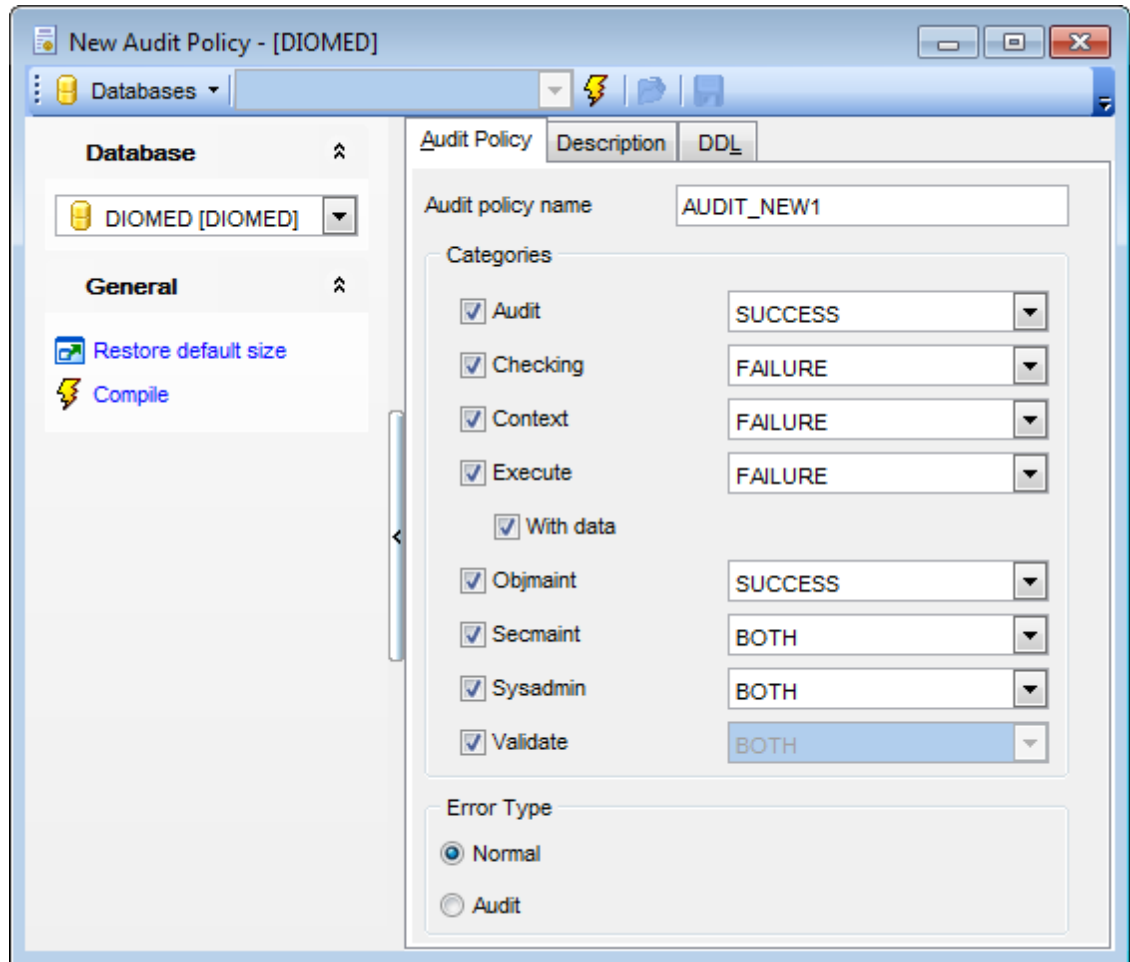 New Audit Policy - [DIOMED]
Databases
Database
DIOMED [DIOMED]
General
Restore default size
Compile
Audit Policy Description DDL
Audit policy name AUDIT_NEW1
Categories
Audit SUCCESS
Checking FAILURE
Context FAILURE
Execute FAILURE
With data
Objmaint SUCCESS
Secmaint BOTH
Sysadmin BOTH
Validate BOTH
Error Type
Normal
Audit